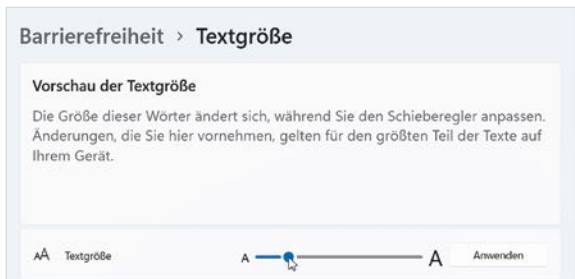 Barrierefreiheit > Textgröße
Vorschau der Textgröße
Die Größe dieser Wörter ändert sich, während Sie den Schieberegler anpassen.
Änderungen, die Sie hier vornehmen, gelten für den größten Teil der Texte auf
Ihrem Gerät.
AA Textgröße A A Anwenden